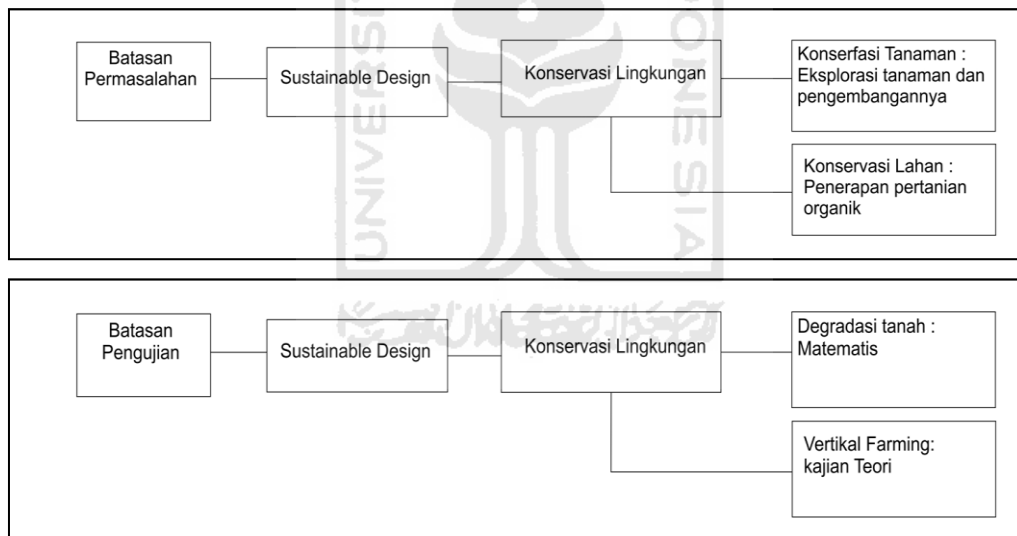 Batasan
Permasalahan
Sustainable Design
Konservasi Lingkungan
Konserfasi Tanaman :
Eksplorasi tanaman dan
pengembangannya
Konservasi Lahan :
Penerapan pertanian
organik
Batasan
Pengujian
Sustainable Design
Konservasi Lingkungan
Degradasi tanah :
Matematis
Vertikal Farming:
kajian Teori